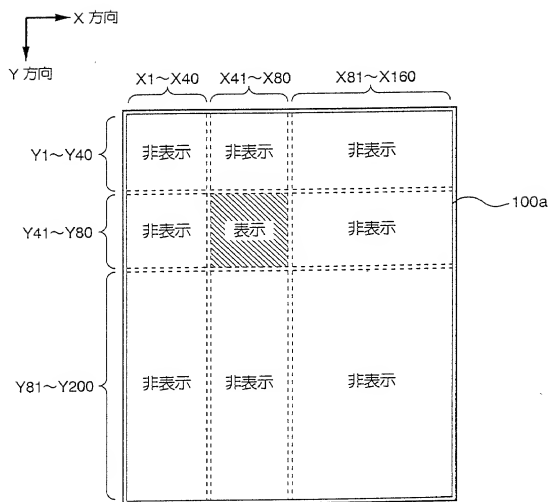 X 方向
Y 方向
X1～X40 X41～X80 X81～X160
Y1～Y40 非表示 非表示 非表示
100a
Y41～Y80 非表示 表示 非表示
Y81～Y200 非表示 非表示 非表示